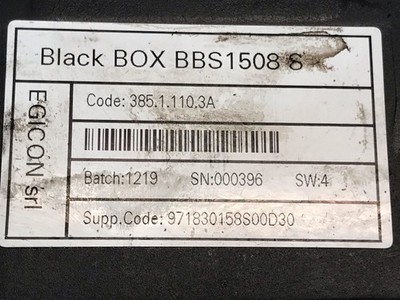 Black BOX BBS1508 S
EGICON srl
Code: 385.1.110.3A
Batch:1219 SN:000396 SW:4
Supp.Code: 971830158S00D30